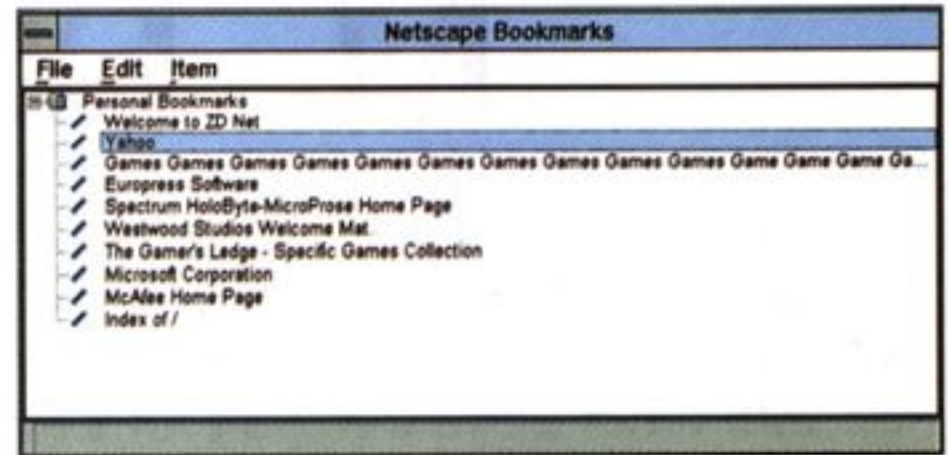 Netscape Bookmarks
File Edit Item
Personal Bookmarks
Welcome to ZD Net
Yahoo
Games Games Games Games Games Games Games Games Games Games Game Game Game Ga...
Europress Software
Spectrum HoloByte-MicroProse Home Page
Westwood Studios Welcome Mat.
The Gamer's Ledge - Specific Games Collection
Microsoft Corporation
McAfee Home Page
Index of /